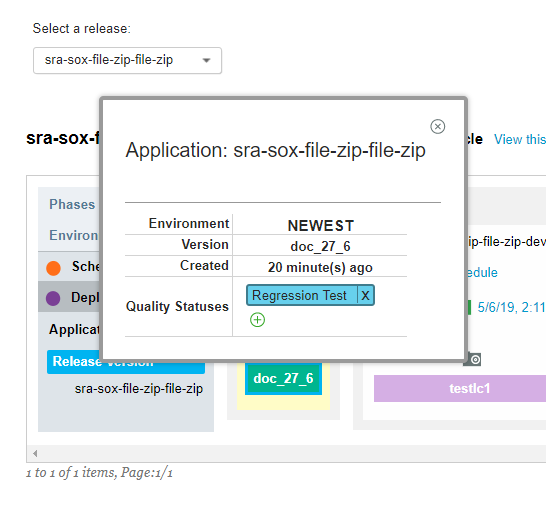 Select a release:
sra-sox-file-zip-file-zip
sra-sox-f
cle View this
Application: sra-sox-file-zip-file-zip
Environment NEWEST
Version doc_27_6
Created 20 minute(s) ago
Quality Statuses Regression Test X
Phases
Environ
Sche
Depl
Applicat
Release Version
sra-sox-file-zip-file-zip
doc_27_6
ip-file-zip-dev
edule
5/6/19, 2:11
testlc1
1 to 1 of 1 items, Page:1/1